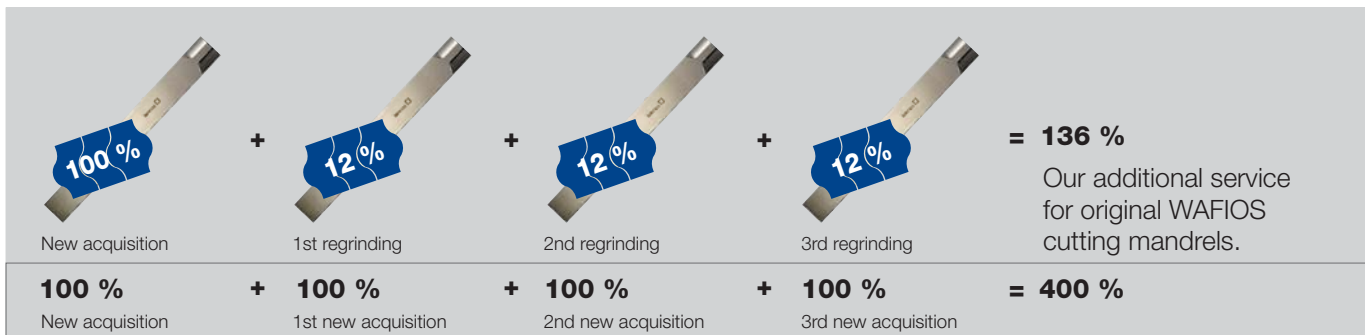 100 % + 12 % + 12 % + 12 % = 136 %
Our additional service
for original WAFIOS
cutting mandrels.
New acquisition 1st regrinding 2nd regrinding 3rd regrinding
100 % + 100 % + 100 % + 100 % = 400 %
New acquisition 1st new acquisition 2nd new acquisition 3rd new acquisition